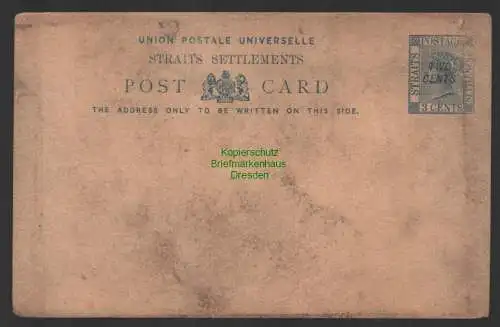 UNION POSTALE UNIVERSELLE
STRAITS SETTLEMENTS
POST CARD
THE ADDRESS ONLY TO BE WRITTEN ON THIS SIDE.
POSTAGE
STRAITS
SETTLEMENTS
TWO
CENTS
3 CENTS
Kopierschutz
Briefmarkenhaus
Dresden